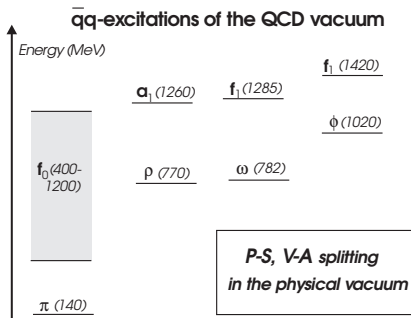 q̄q-excitations of the QCD vacuum
Energy (MeV)
f₁ (1420)
a₁ (1260)
f₁ (1285)
ϕ (1020)
f₀ (400-
1200)
ρ (770)
ω (782)
P-S, V-A splitting
in the physical vacuum
π (140)